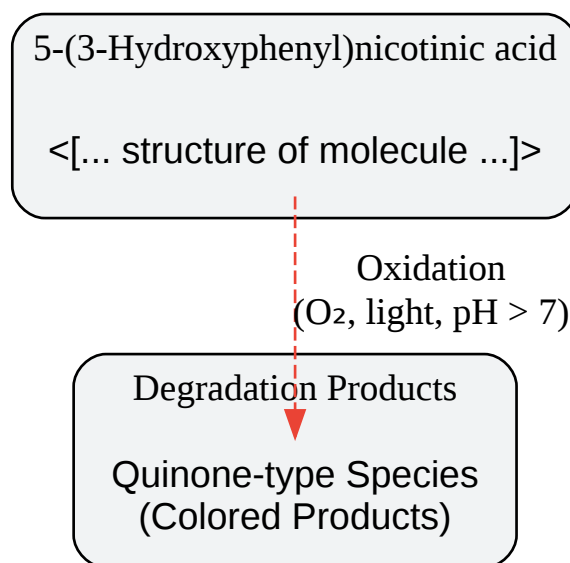 5-(3-Hydroxyphenyl)nicotinic acid
<[... structure of molecule ...]>
Oxidation
(O₂, light, pH > 7)
Degradation Products
Quinone-type Species
(Colored Products)